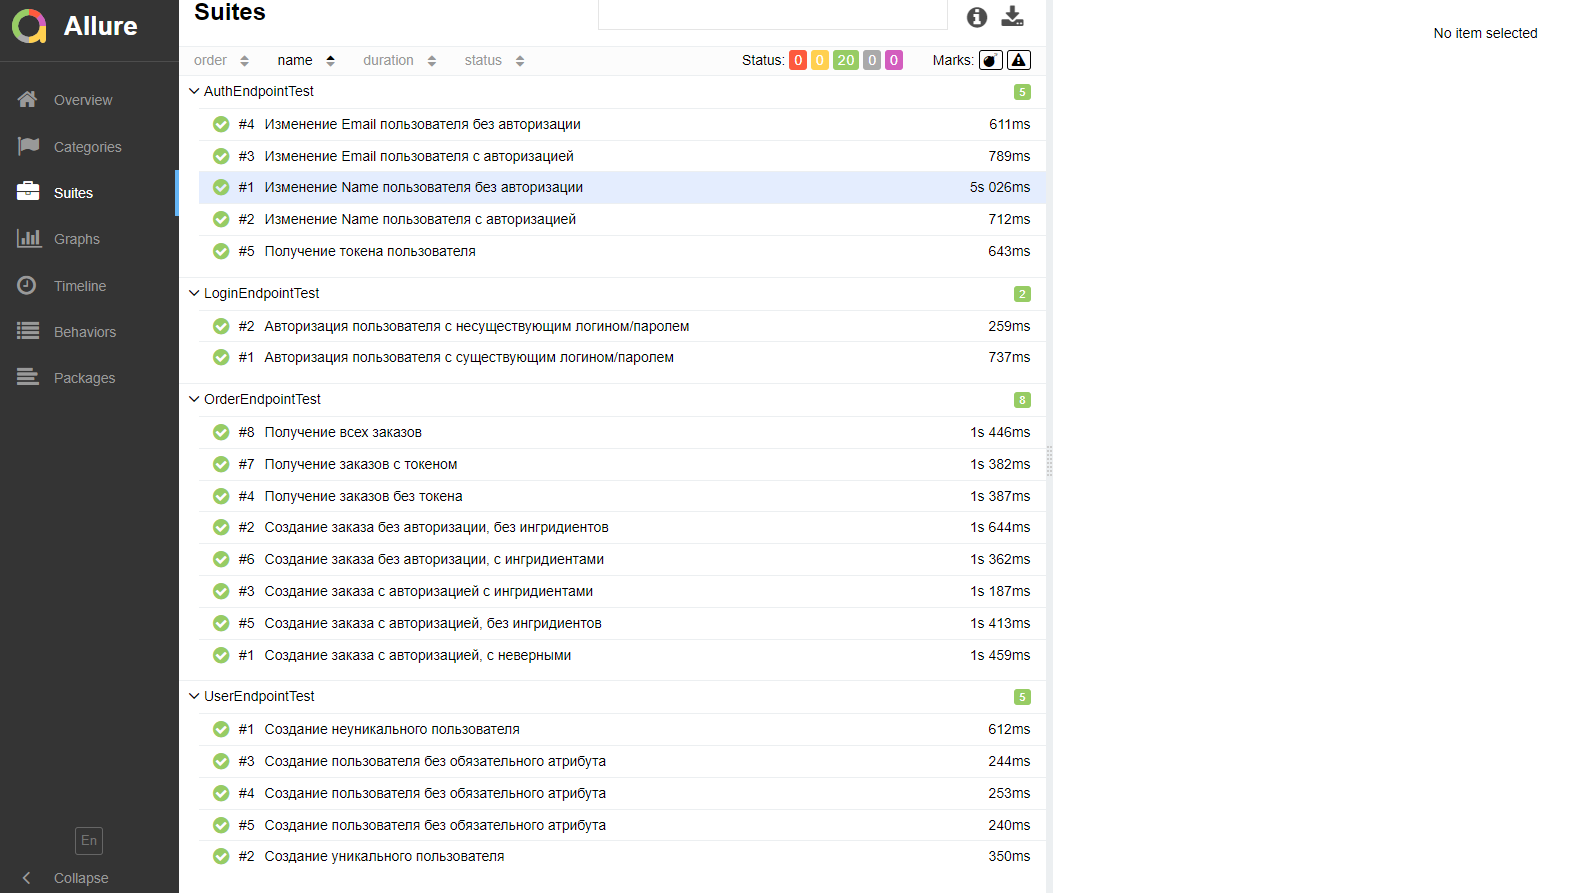 Allure
Overview
Categories
Suites
Graphs
Timeline
Behaviors
Packages
En
Collapse
Suites
order name duration status Status: 0 0 20 0 0 Marks:
AuthEndpointTest 5
#4 Изменение Email пользователя без авторизации 611ms
#3 Изменение Email пользователя с авторизацией 789ms
#1 Изменение Name пользователя без авторизации 5s 026ms
#2 Изменение Name пользователя с авторизацией 712ms
#5 Получение токена пользователя 643ms
LoginEndpointTest 2
#2 Авторизация пользователя с несуществующим логином/паролем 259ms
#1 Авторизация пользователя с существующим логином/паролем 737ms
OrderEndpointTest 8
#8 Получение всех заказов 1s 446ms
#7 Получение заказов с токеном 1s 382ms
#4 Получение заказов без токена 1s 387ms
#2 Создание заказа без авторизации, без ингридиентов 1s 644ms
#6 Создание заказа без авторизации, с ингридиентами 1s 362ms
#3 Создание заказа с авторизацией с ингридиентами 1s 187ms
#5 Создание заказа с авторизацией, без ингридиентов 1s 413ms
#1 Создание заказа с авторизацией, с неверными 1s 459ms
UserEndpointTest 5
#1 Создание неуникального пользователя 612ms
#3 Создание пользователя без обязательного атрибута 244ms
#4 Создание пользователя без обязательного атрибута 253ms
#5 Создание пользователя без обязательного атрибута 240ms
#2 Создание уникального пользователя 350ms
No item selected